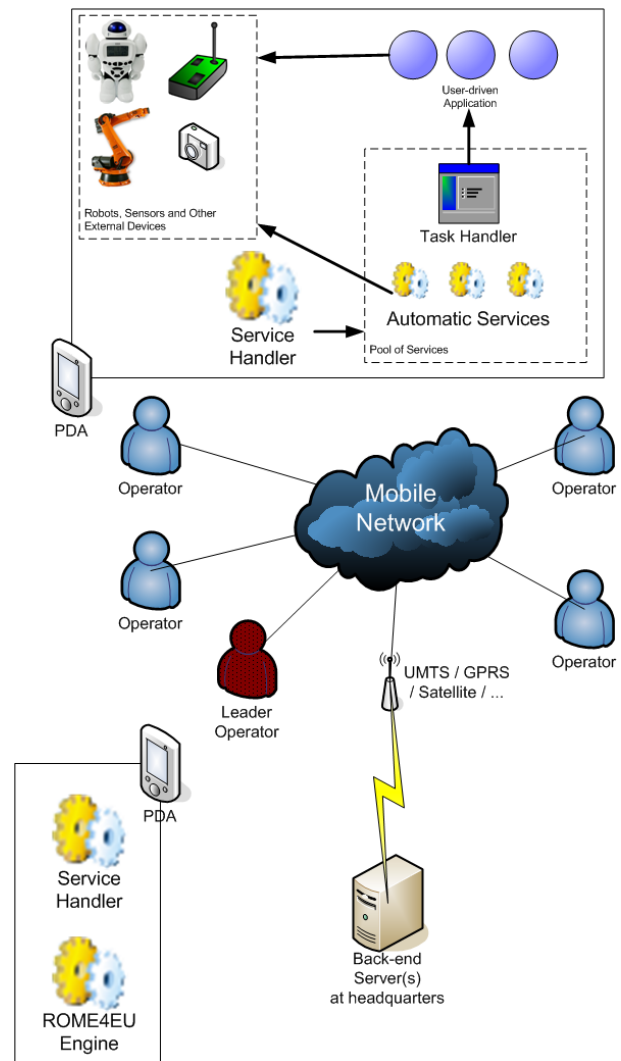 User-driven
Application
Robots, Sensors and Other
External Devices
Task Handler
Service
Handler
Automatic Services
Pool of Services
PDA
Operator
Operator
Mobile
Network
Operator
Operator
Leader
Operator
UMTS / GPRS
/ Satellite / ...
PDA
Service
Handler
ROME4EU
Engine
Back-end
Server(s)
at headquarters